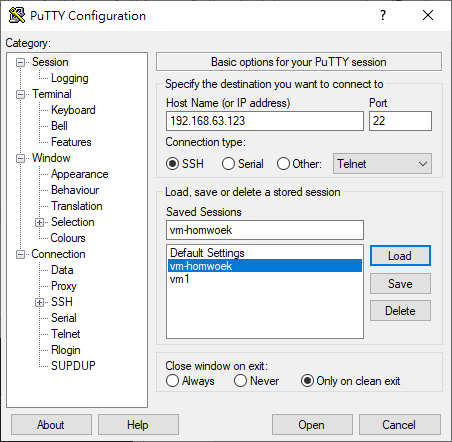 PuTTY Configuration
?
Category:
Session
Logging
Terminal
Keyboard
Bell
Features
Window
Appearance
Behaviour
Translation
Selection
Colours
Connection
Data
Proxy
SSH
Serial
Telnet
Rlogin
SUPDUP
Basic options for your PuTTY session
Specify the destination you want to connect to
Host Name (or IP address) Port
192.168.63.123 22
Connection type:
SSH Serial Other: Telnet
Load, save or delete a stored session
Saved Sessions
vm-homwoek
Default Settings
vm-homwoek
vm1
Load
Save
Delete
Close window on exit:
Always Never Only on clean exit
About Help Open Cancel